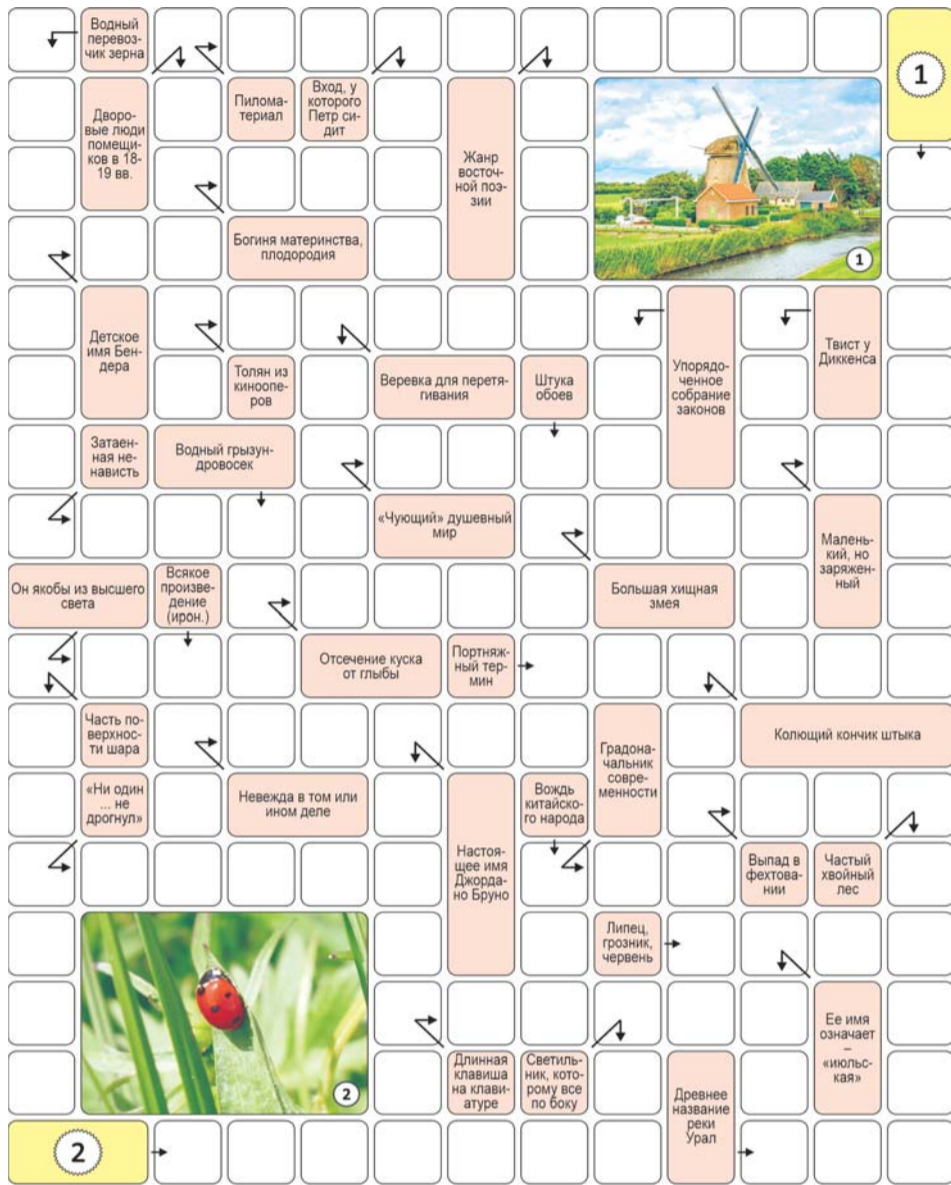 Водный
перевоз-
чик зерна
1
Дворо-
вые люди
помещи-
ков в 18-
19 вв.
Пилома-
териал
Вход, у
которого
Петр си-
дит
Жанр
восточ-
ной поэ-
зии
1
Богиня материнства,
плодородия
Детское
имя Бен-
дера
Толян из
киноопе-
ров
Веревка для перетя-
гивания
Штука
обоев
Упорядо-
ченное
собрание
законов
Твист у
Диккенса
Затаен-
ная не-
нависть
Водный грызун-
дровосек
«Чующий» душевный
мир
Малень-
кий, но
заряжен-
ный
Он якобы из высшего
света
Всякое
произве-
дение
(ирон.)
Большая хищная
змея
Отсечение куска
от глыбы
Портняж-
ный тер-
мин
Часть по-
верхнос-
ти шара
Градона-
чальник
совре-
менности
Колющий кончик штыка
«Ни один
... не
дрогнул»
Невежда в том или
ином деле
Настоя-
щее имя
Джорда-
но Бруно
Вождь
китайско-
го народа
Выпад в
фехтова-
нии
Частый
хвойный
лес
Липец,
грозник,
червень
Ее имя
означает
–
«июльс-
кая»
2
Длинная
клавиша
на клави-
атуре
Светиль-
ник, кото-
рому все
по боку
Древнее
название
реки
Урал
2